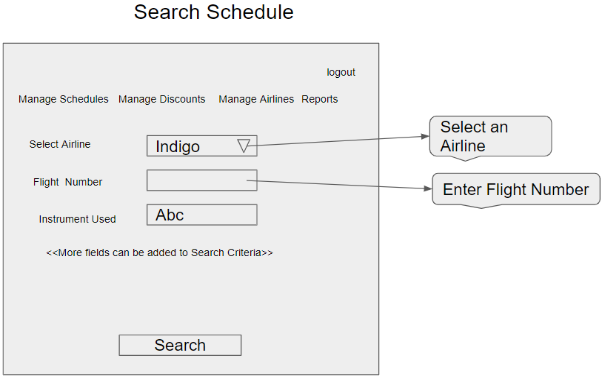 Search Schedule
logout
Manage Schedules Manage Discounts Manage Airlines Reports
Select Airline
Indigo
Select an
Airline
Flight Number
Enter Flight Number
Instrument Used
Abc
<<More fields can be added to Search Criteria>>
Search